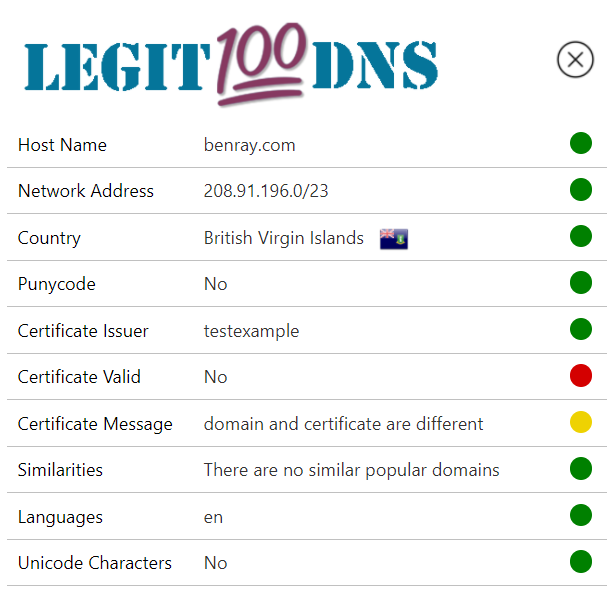 LEGIT100DNS
Host Name benray.com
Network Address 208.91.196.0/23
Country British Virgin Islands
Punycode No
Certificate Issuer testexample
Certificate Valid No
Certificate Message domain and certificate are different
Similarities There are no similar popular domains
Languages en
Unicode Characters No